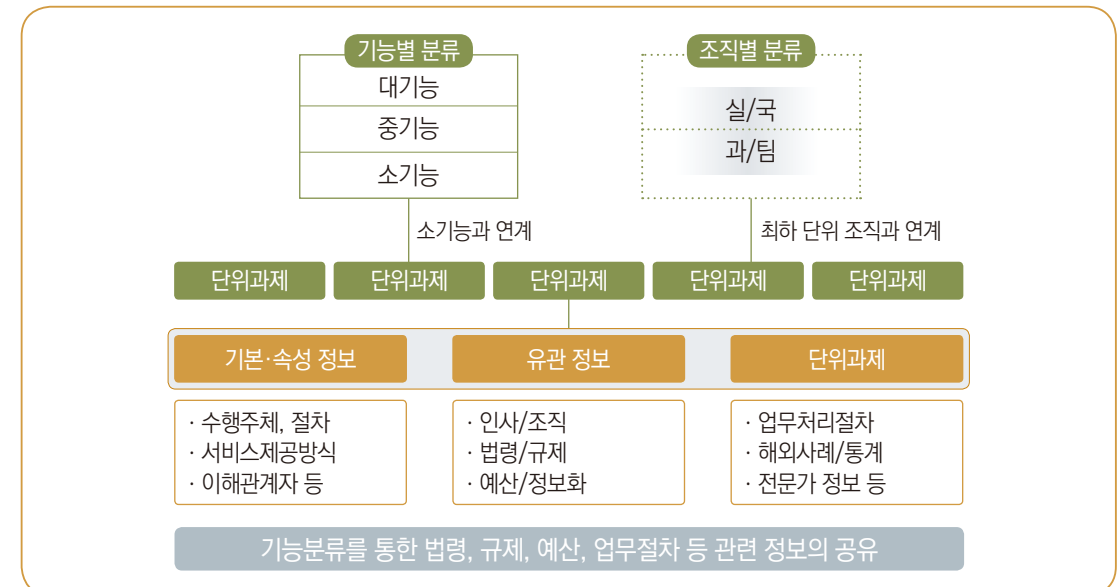 기능별 분류
대기능
중기능
소기능
조직별 분류
실/국
과/팀
소기능과 연계
최하 단위 조직과 연계
단위과제
단위과제
단위과제
단위과제
단위과제
기본·속성 정보
유관 정보
단위과제
· 수행주체, 절차
· 서비스제공방식
· 이해관계자 등
· 인사/조직
· 법령/규제
· 예산/정보화
· 업무처리절차
· 해외사례/통계
· 전문가 정보 등
기능분류를 통한 법령, 규제, 예산, 업무절차 등 관련 정보의 공유